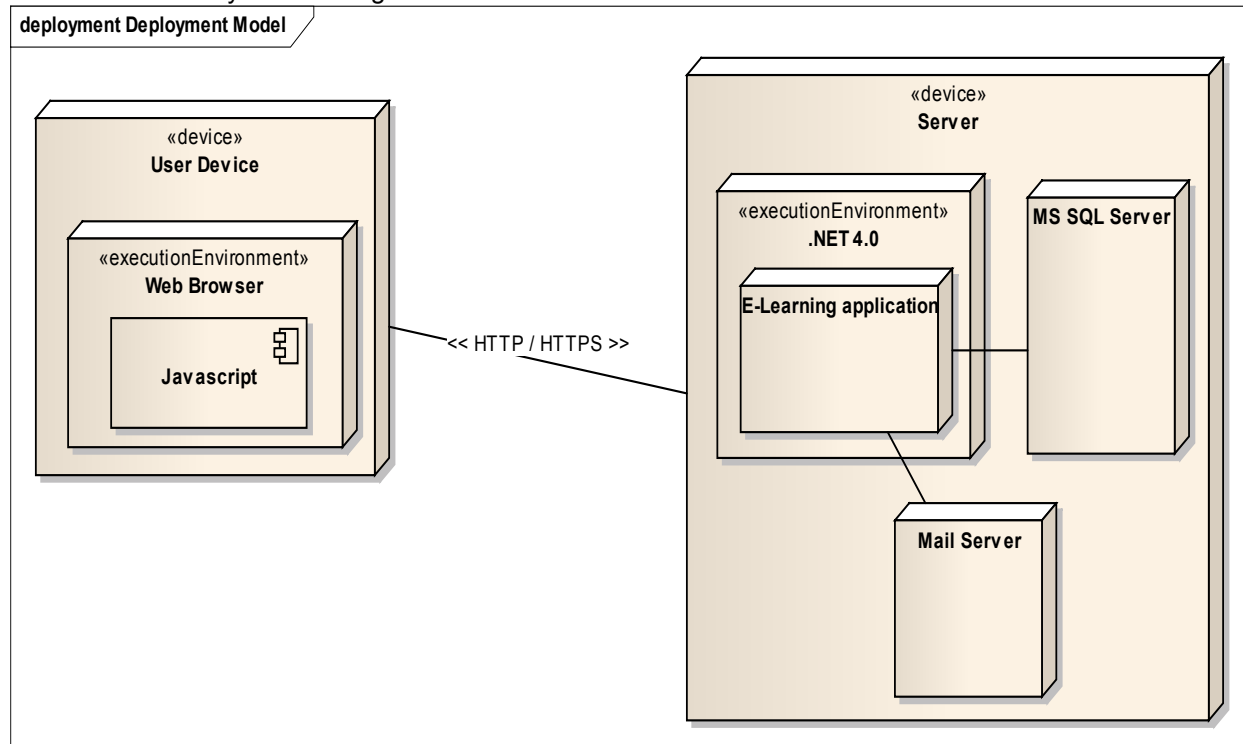 deployment Deployment Model
«device»
User Device
«executionEnvironment»
Web Browser
Javascript
<< HTTP / HTTPS >>
«device»
Server
«executionEnvironment»
.NET 4.0
E-Learning application
MS SQL Server
Mail Server